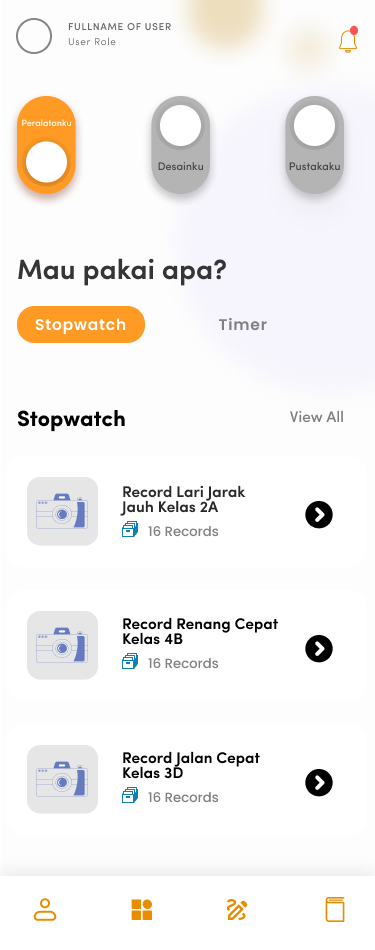 FULLNAME OF USER
User Role
Peralatanku
Desainku
Pustakaku
Mau pakai apa?
Stopwatch
Timer
Stopwatch
View All
Record Lari Jarak
Jauh Kelas 2A
16 Records
Record Renang Cepat
Kelas 4B
16 Records
Record Jalan Cepat
Kelas 3D
16 Records